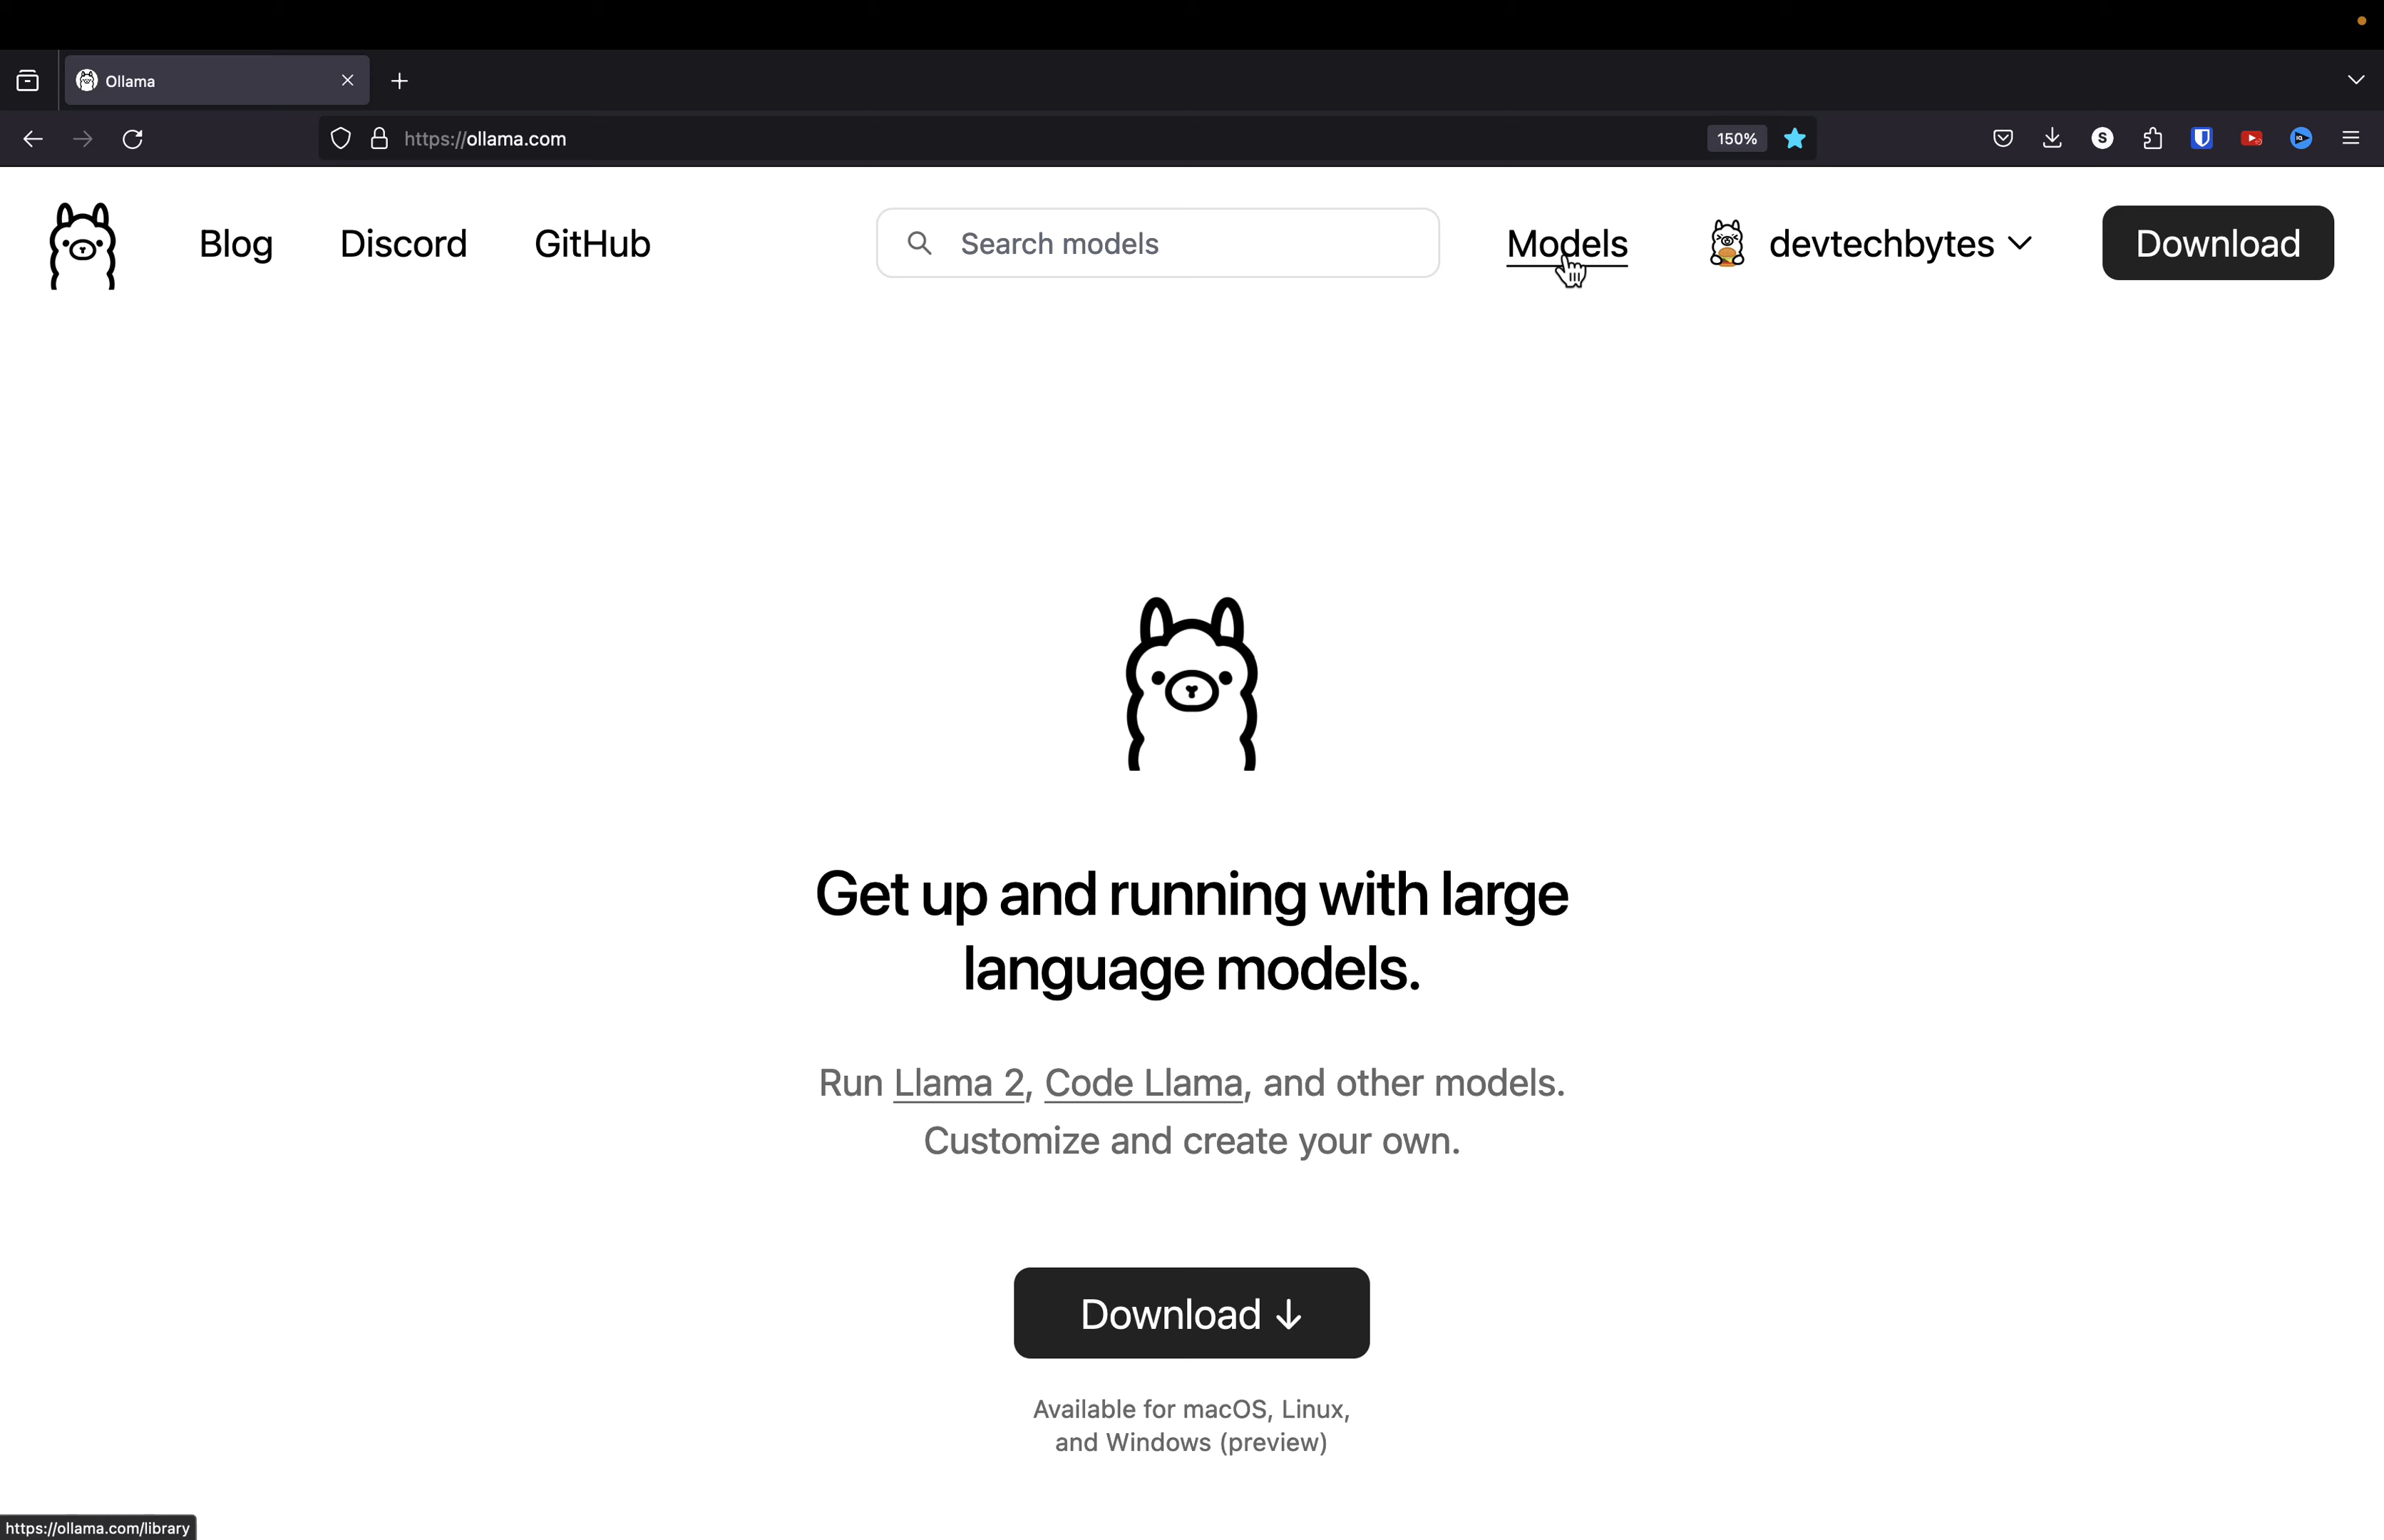 Ollama
https://ollama.com
150%
S
Blog
Discord
GitHub
Search models
Models
devtechbytes
Download
Get up and running with large
language models.
Run Llama 2, Code Llama, and other models.
Customize and create your own.
Download ↓
Available for macOS, Linux,
and Windows (preview)
https://ollama.com/library